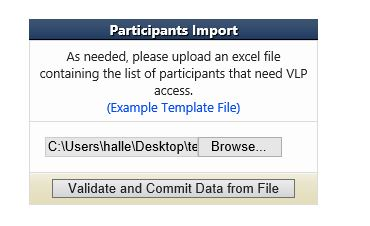 Participants Import
As needed, please upload an excel file
containing the list of participants that need VLP
access.
(Example Template File)
C:\Users\halle\Desktop\te Browse...
Validate and Commit Data from File